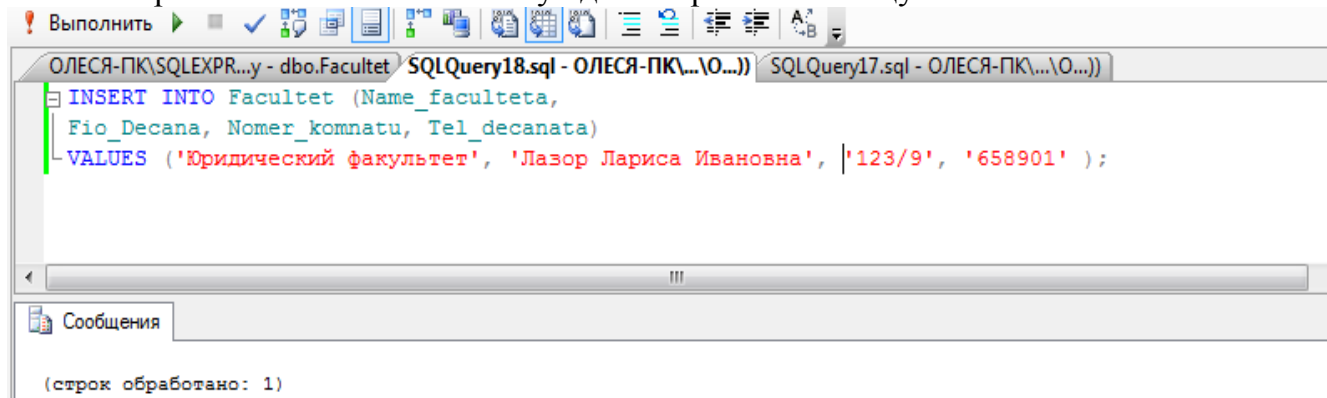 Выполнить
ОЛЕСЯ-ПК\SQLEXPR...y - dbo.Facultet SQLQuery18.sql - ОЛЕСЯ-ПК\...\О...)) SQLQuery17.sql - ОЛЕСЯ-ПК\...\О...))
INSERT INTO Facultet (Name_faculteta,
Fio_Decana, Nomer_komnatu, Tel_decanata)
VALUES ('Юридический факультет', 'Лазор Лариса Ивановна', '123/9', '658901' );
Сообщения
(строк обработано: 1)